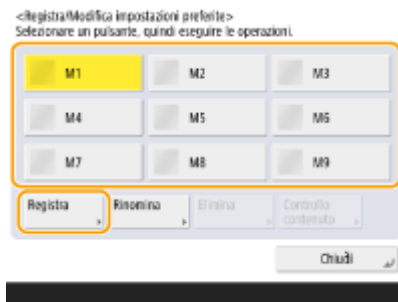 <Registra/Modifica impostazioni preferite>
Selezionare un pulsante, quindi eseguire le operazioni.
M1 M2 M3
M4 M5 M6
M7 M8 M9
Registra Rinomina Elimina Controllo
contenuto
Chiudi